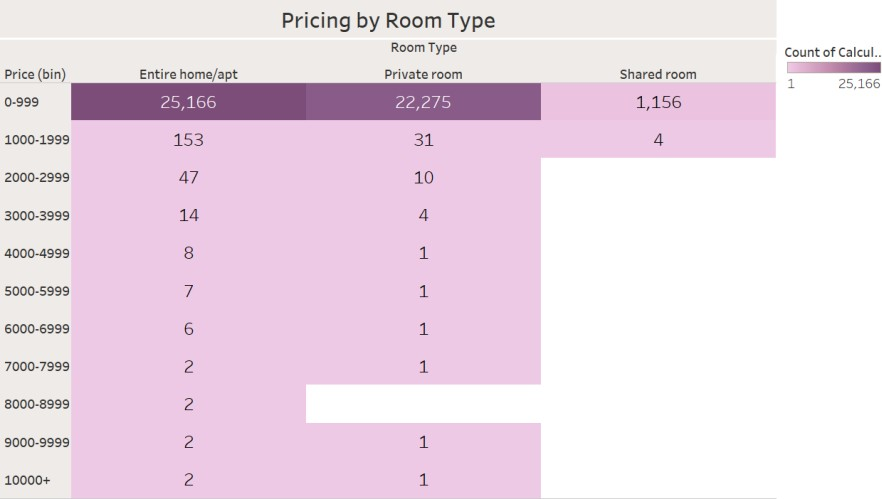 Pricing by Room Type
Room Type
Price (bin) Entire home/apt Private room Shared room
Count of Calcul..
1 25,166
0-999 25,166 22,275 1,156
1000-1999 153 31 4
2000-2999 47 10
3000-3999 14 4
4000-4999 8 1
5000-5999 7 1
6000-6999 6 1
7000-7999 2 1
8000-8999 2
9000-9999 2 1
10000+ 2 1